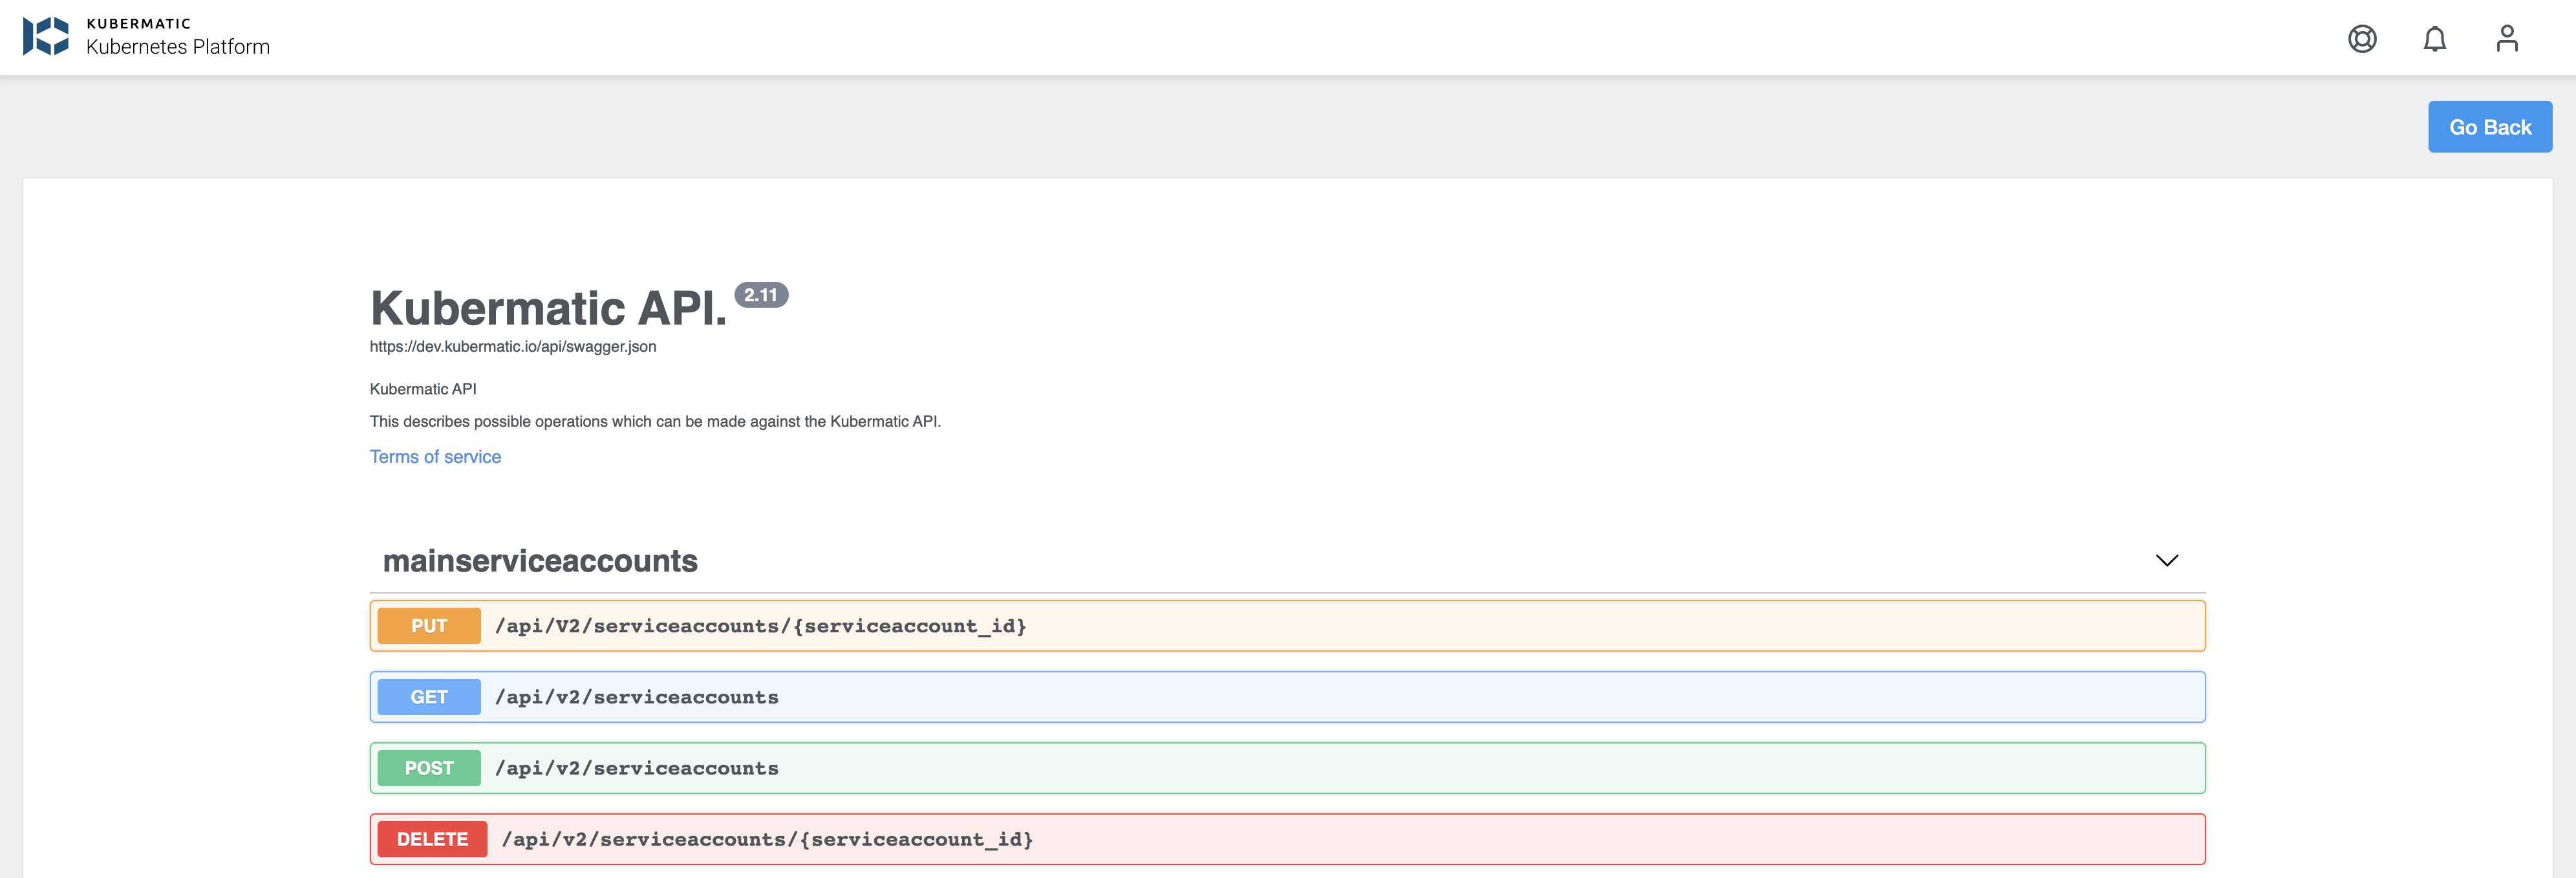 KUBERMATIC
Kubernetes Platform
Go Back
Kubermatic API. 2.11
https://dev.kubermatic.io/api/swagger.json
Kubermatic API
This describes possible operations which can be made against the Kubermatic API.
Terms of service
mainserviceaccounts
PUT /api/V2/serviceaccounts/{serviceaccount_id}
GET /api/v2/serviceaccounts
POST /api/v2/serviceaccounts
DELETE /api/v2/serviceaccounts/{serviceaccount_id}